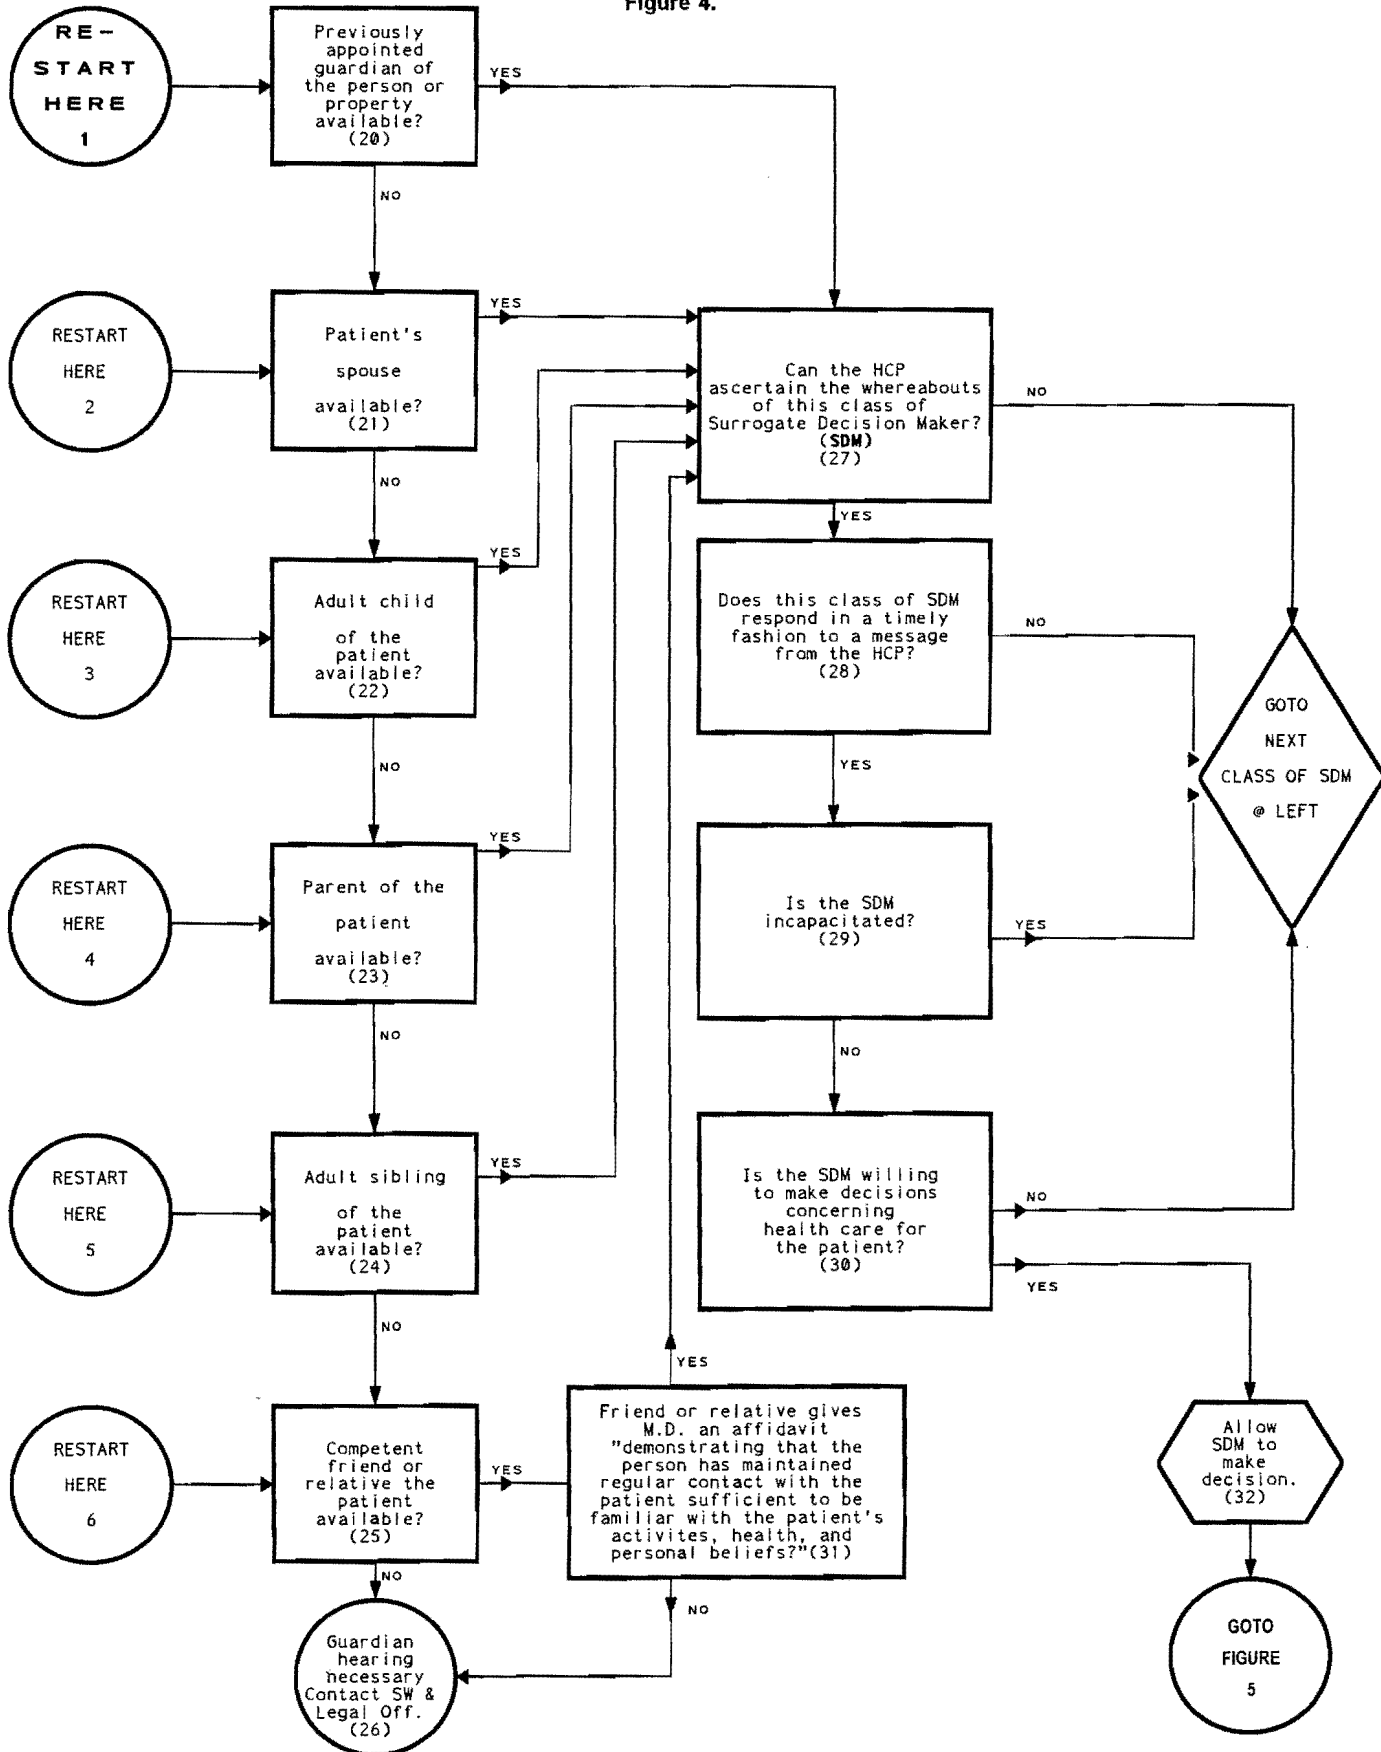 Figure 4.
RE-
START
HERE
1
Previously
appointed
guardian of
the person or
property
available?
(20)
YES
NO
RESTART
HERE
2
Patient's
spouse
available?
(21)
YES
NO
Can the HCP
ascertain the whereabouts
of this class of
Surrogate Decision Maker?
(SDM)
(27)
NO
YES
RESTART
HERE
3
Adult child
of the
patient
available?
(22)
YES
NO
Does this class of SDM
respond in a timely
fashion to a message
from the HCP?
(28)
NO
YES
GOTO
NEXT
CLASS OF SDM
@ LEFT
RESTART
HERE
4
Parent of the
patient
available?
(23)
YES
NO
Is the SDM
incapacitated?
(29)
YES
NO
RESTART
HERE
5
Adult sibling
of the
patient
available?
(24)
YES
NO
Is the SDM willing
to make decisions
concerning
health care for
the patient?
(30)
NO
YES
RESTART
HERE
6
Competent
friend or
relative the
patient
available?
(25)
YES
NO
YES
Friend or relative gives
M.D. an affidavit
"demonstrating that the
person has maintained
regular contact with the
patient sufficient to be
familiar with the patient's
activites, health, and
personal beliefs?"(31)
NO
Allow
SDM to
make
decision.
(32)
Guardian
hearing
necessary
Contact SW &
Legal Off.
(26)
GOTO
FIGURE
5